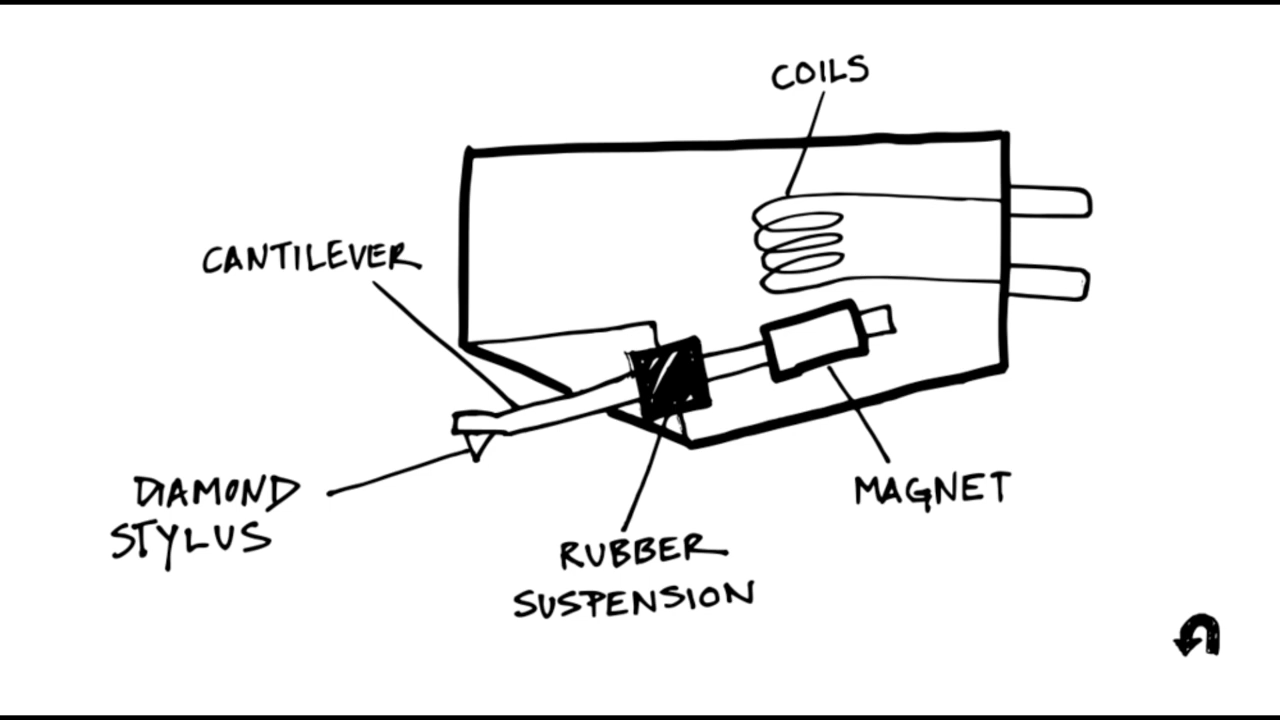 COILS
CANTILEVER
DIAMOND
STYLUS
MAGNET
RUBBER
SUSPENSION